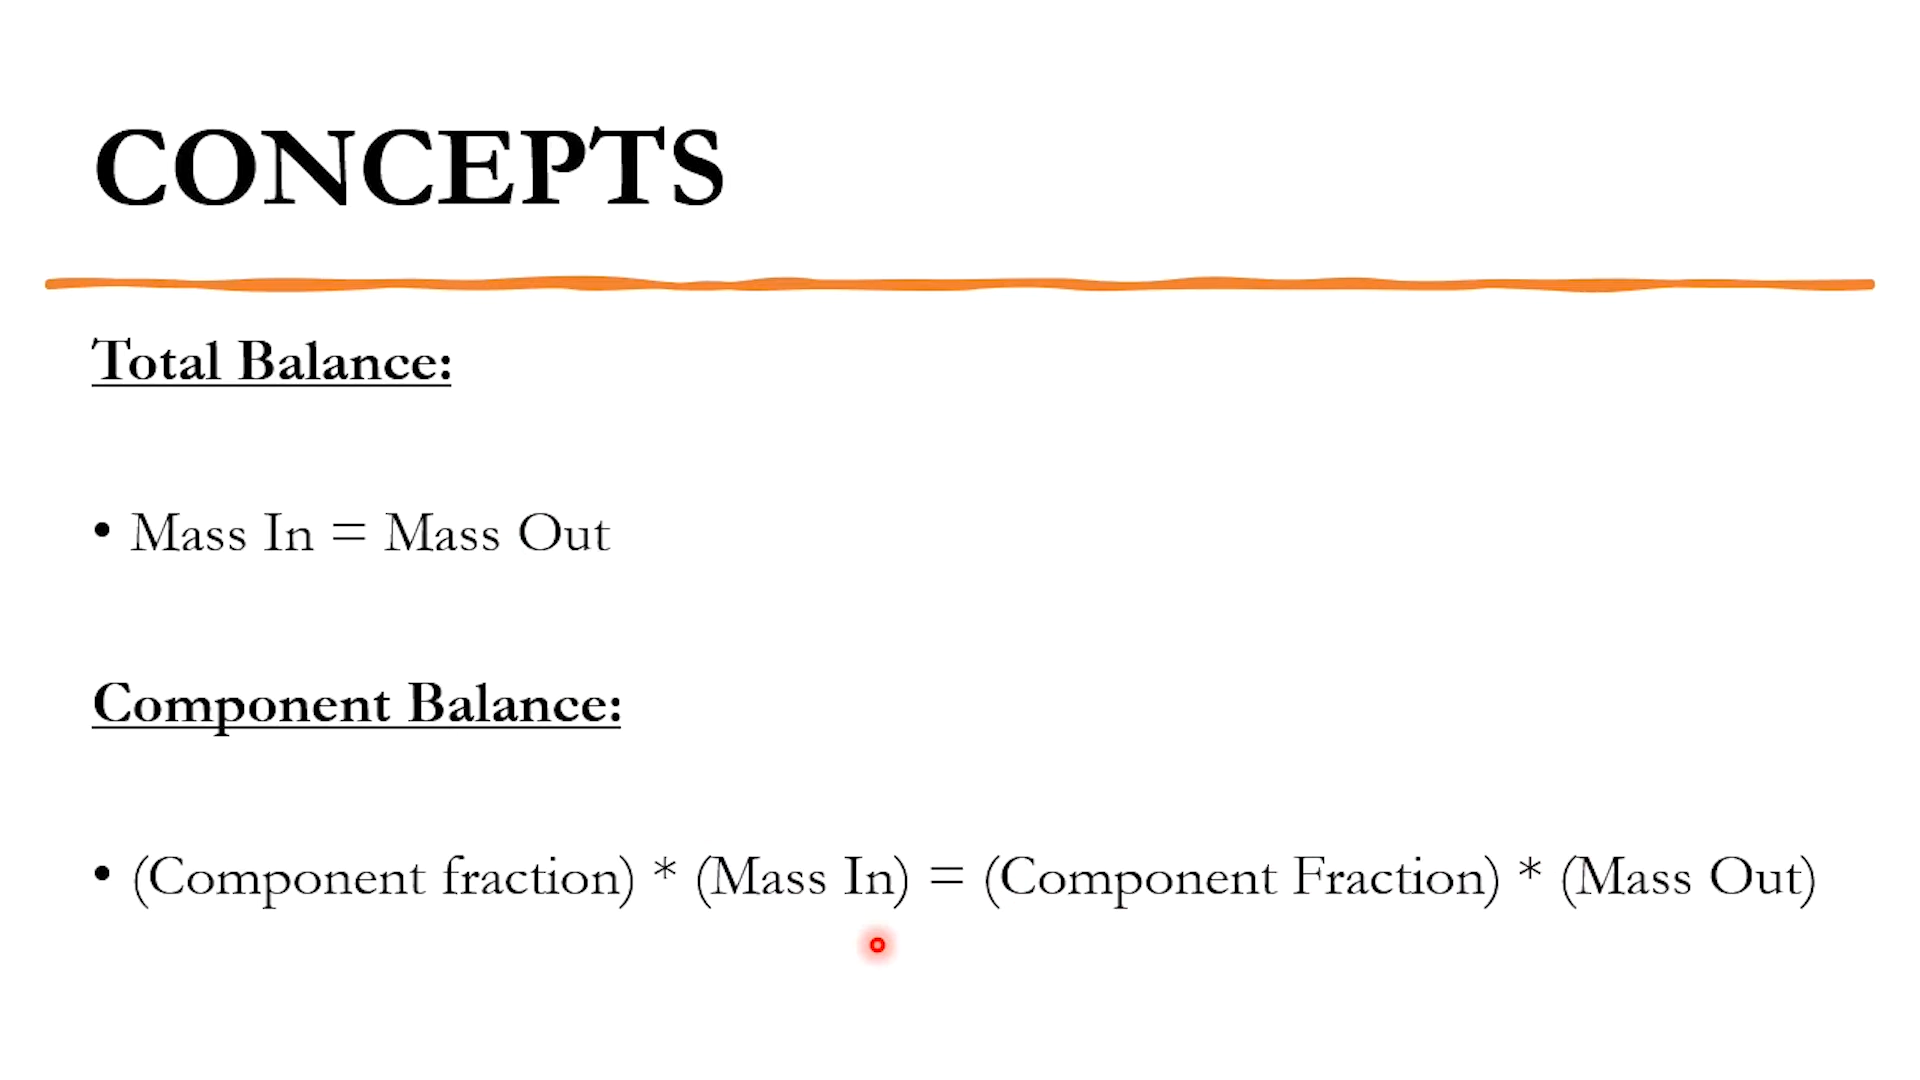 CONCEPTS
Total Balance:
• Mass In = Mass Out
Component Balance:
• (Component fraction) * (Mass In) = (Component Fraction) * (Mass Out)